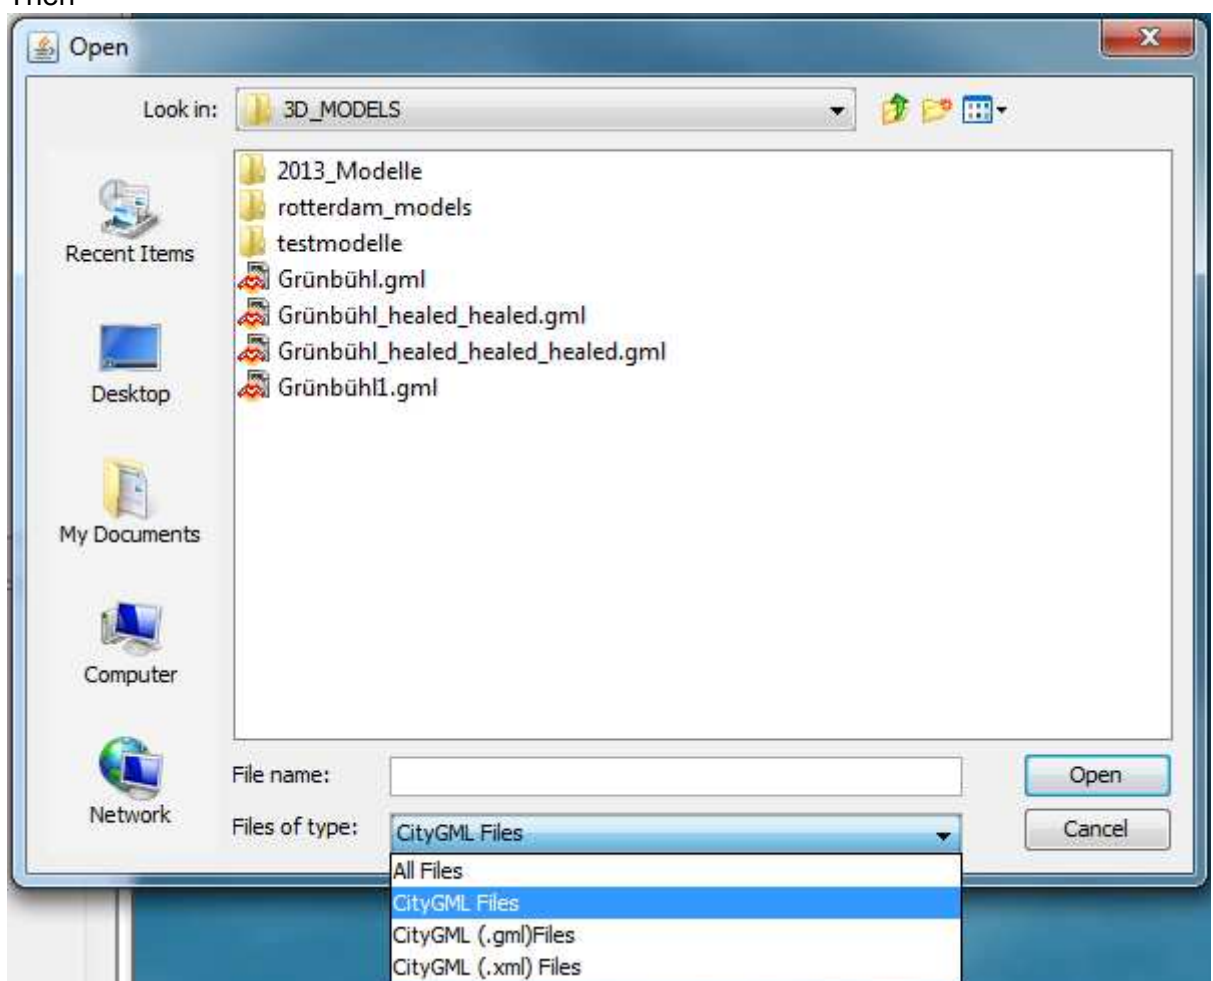 Then
Open
Look in: 3D_MODELS
2013_Modelle
rotterdam_models
testmodelle
Grünbühl.gml
Grünbühl_healed_healed.gml
Grünbühl_healed_healed_healed.gml
Grünbühl1.gml
Recent Items
Desktop
My Documents
Computer
Network
File name:
Open
Files of type: CityGML Files
Cancel
All Files
CityGML Files
CityGML (.gml)Files
CityGML (.xml) Files